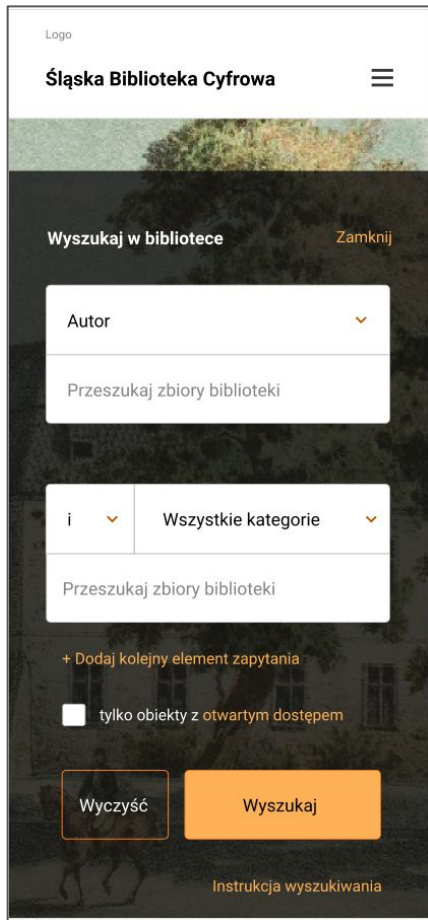 Logo
Śląska Biblioteka Cyfrowa
Wyszukaj w bibliotece Zamknij
Autor
Przeszukaj zbiory biblioteki
i Wszystkie kategorie
Przeszukaj zbiory biblioteki
+ Dodaj kolejny element zapytania
tylko obiekty z otwartym dostępem
Wyczyść Wyszukaj
Instrukcja wyszukiwania